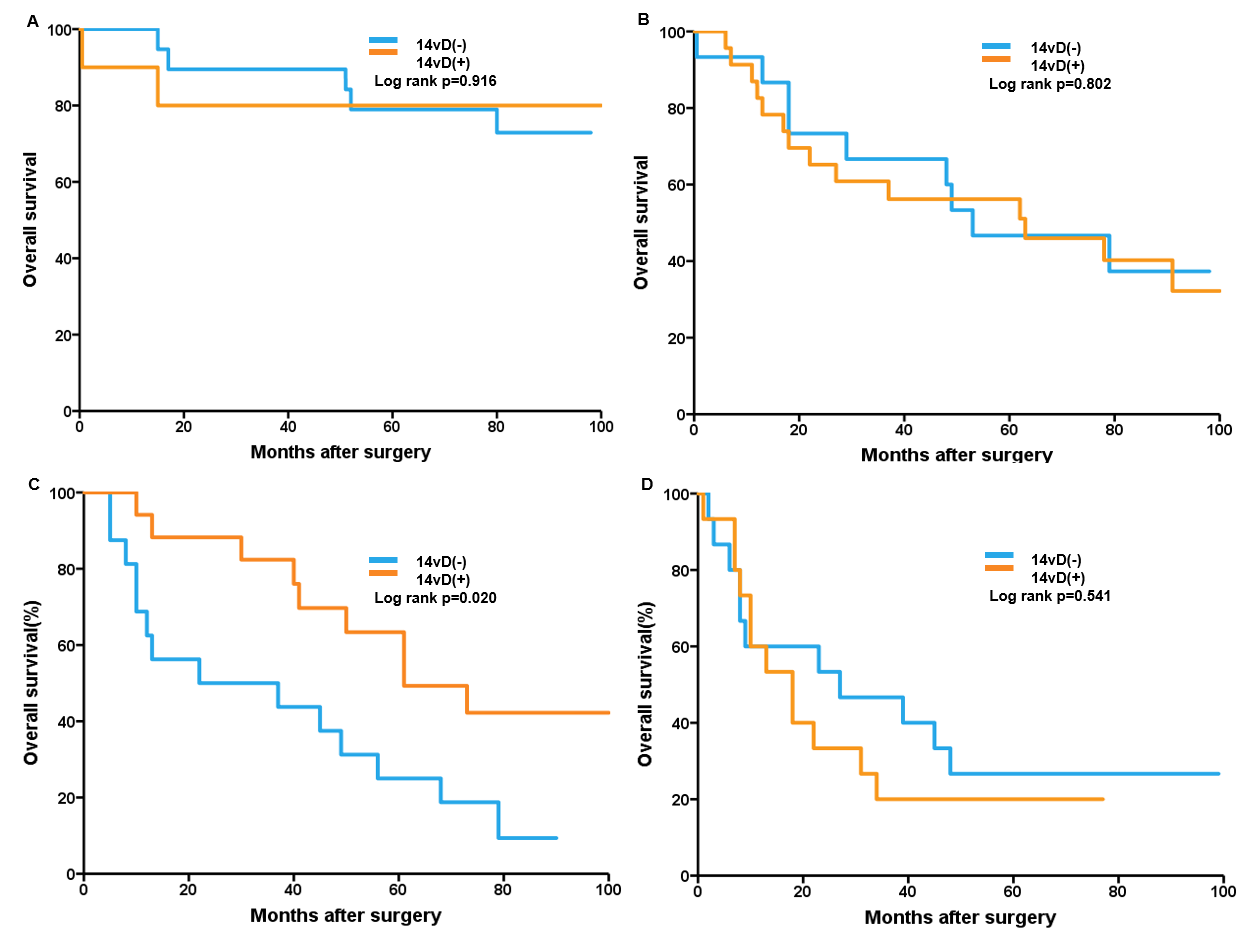 A
100
80
60
40
20
0
Overall survival
14vD(-)
14vD(+)
Log rank p=0.916
0 20 40 60 80 100
Months after surgery
B
100
80
60
40
20
0
Overall survival
14vD(-)
14vD(+)
Log rank p=0.802
0 20 40 60 80 100
Months after surgery
C
100
80
60
40
20
0
Overall survival(%)
14vD(-)
14vD(+)
Log rank p=0.020
0 20 40 60 80 100
Months after surgery
D
100
80
60
40
20
0
Overall survival(%)
14vD(-)
14vD(+)
Log rank p=0.541
0 20 40 60 80 100
Months after surgery